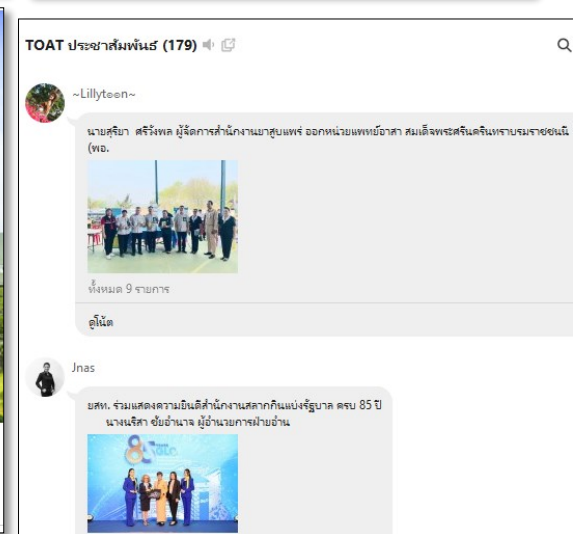 TOAT ประชาสัมพันธ์ (179)
~Lillyteen~
นายสุริยา ศรีวังพล ผู้จัดการสำนักงานยาสูบแพร่ ออกหน่วยแพทย์อาสา สมเด็จพระศรีนครินทราบรมราชชนนี
(พอ.
ทั้งหมด 9 รายการ
ดูโน้ต
Jnas
ยสท. ร่วมแสดงความยินดีสำนักงานสลากกินแบ่งรัฐบาล ครบ 85 ปี
นางนริสา ชัยอำนาจ ผู้อำนวยการฝ่ายอำน
85